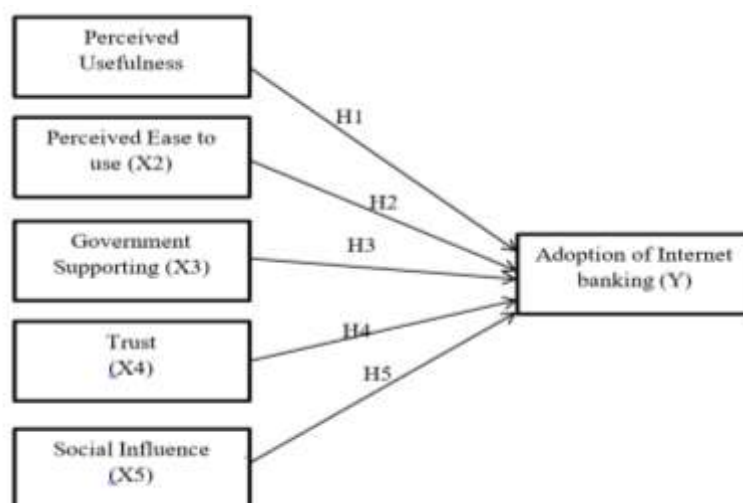 Perceived
Usefulness
H1
Perceived Ease to
use (X2)
H2
Government
Supporting (X3)
H3
Adoption of Internet
banking (Y)
Trust
(X4)
H4
H5
Social Influence
(X5)